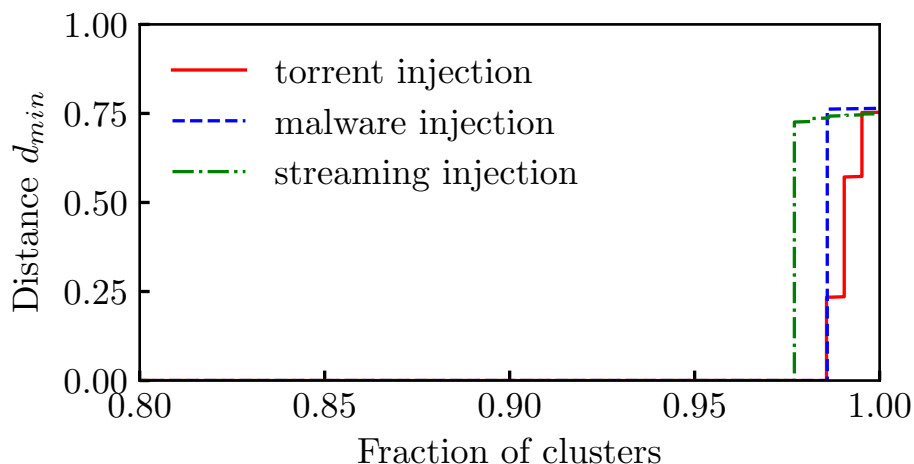 1.00
0.75
0.50
0.25
0.00
Distance d_min
torrent injection
malware injection
streaming injection
0.80 0.85 0.90 0.95 1.00
Fraction of clusters